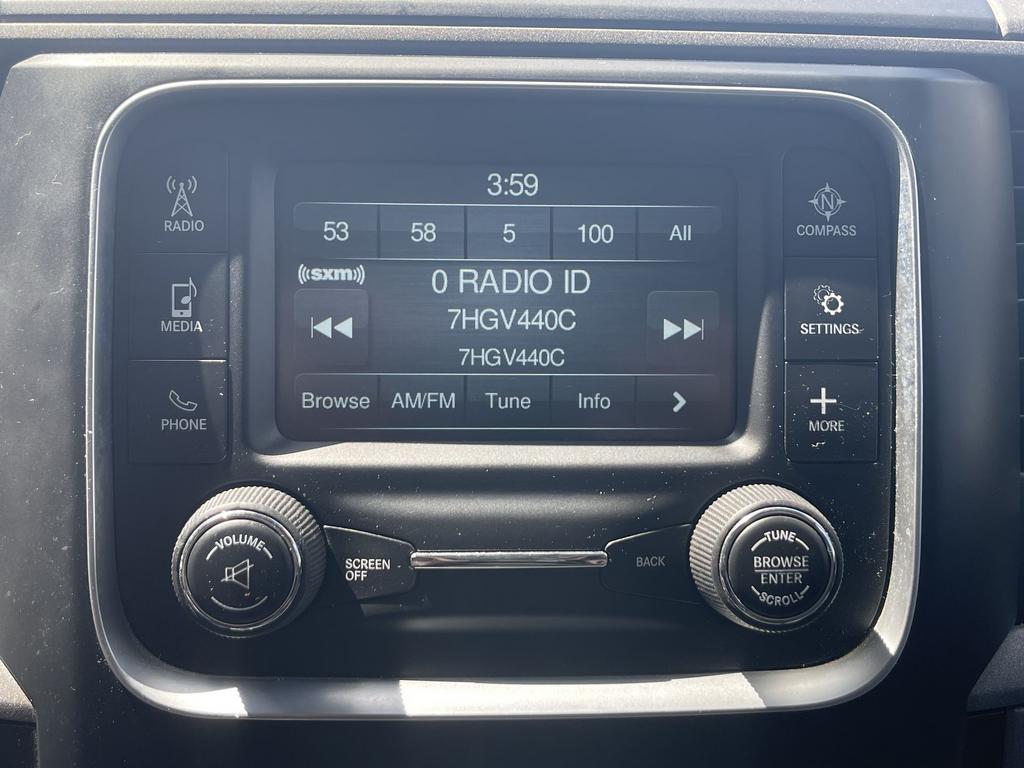 3:59
53 58 5 100 All
((sxm))
0 RADIO ID
7HGV440C
7HGV440C
Browse AM/FM Tune Info
RADIO
MEDIA
PHONE
N
COMPASS
SETTINGS
MORE
VOLUME
SCREEN
OFF
BACK
TUNE
BROWSE
ENTER
SCROLL